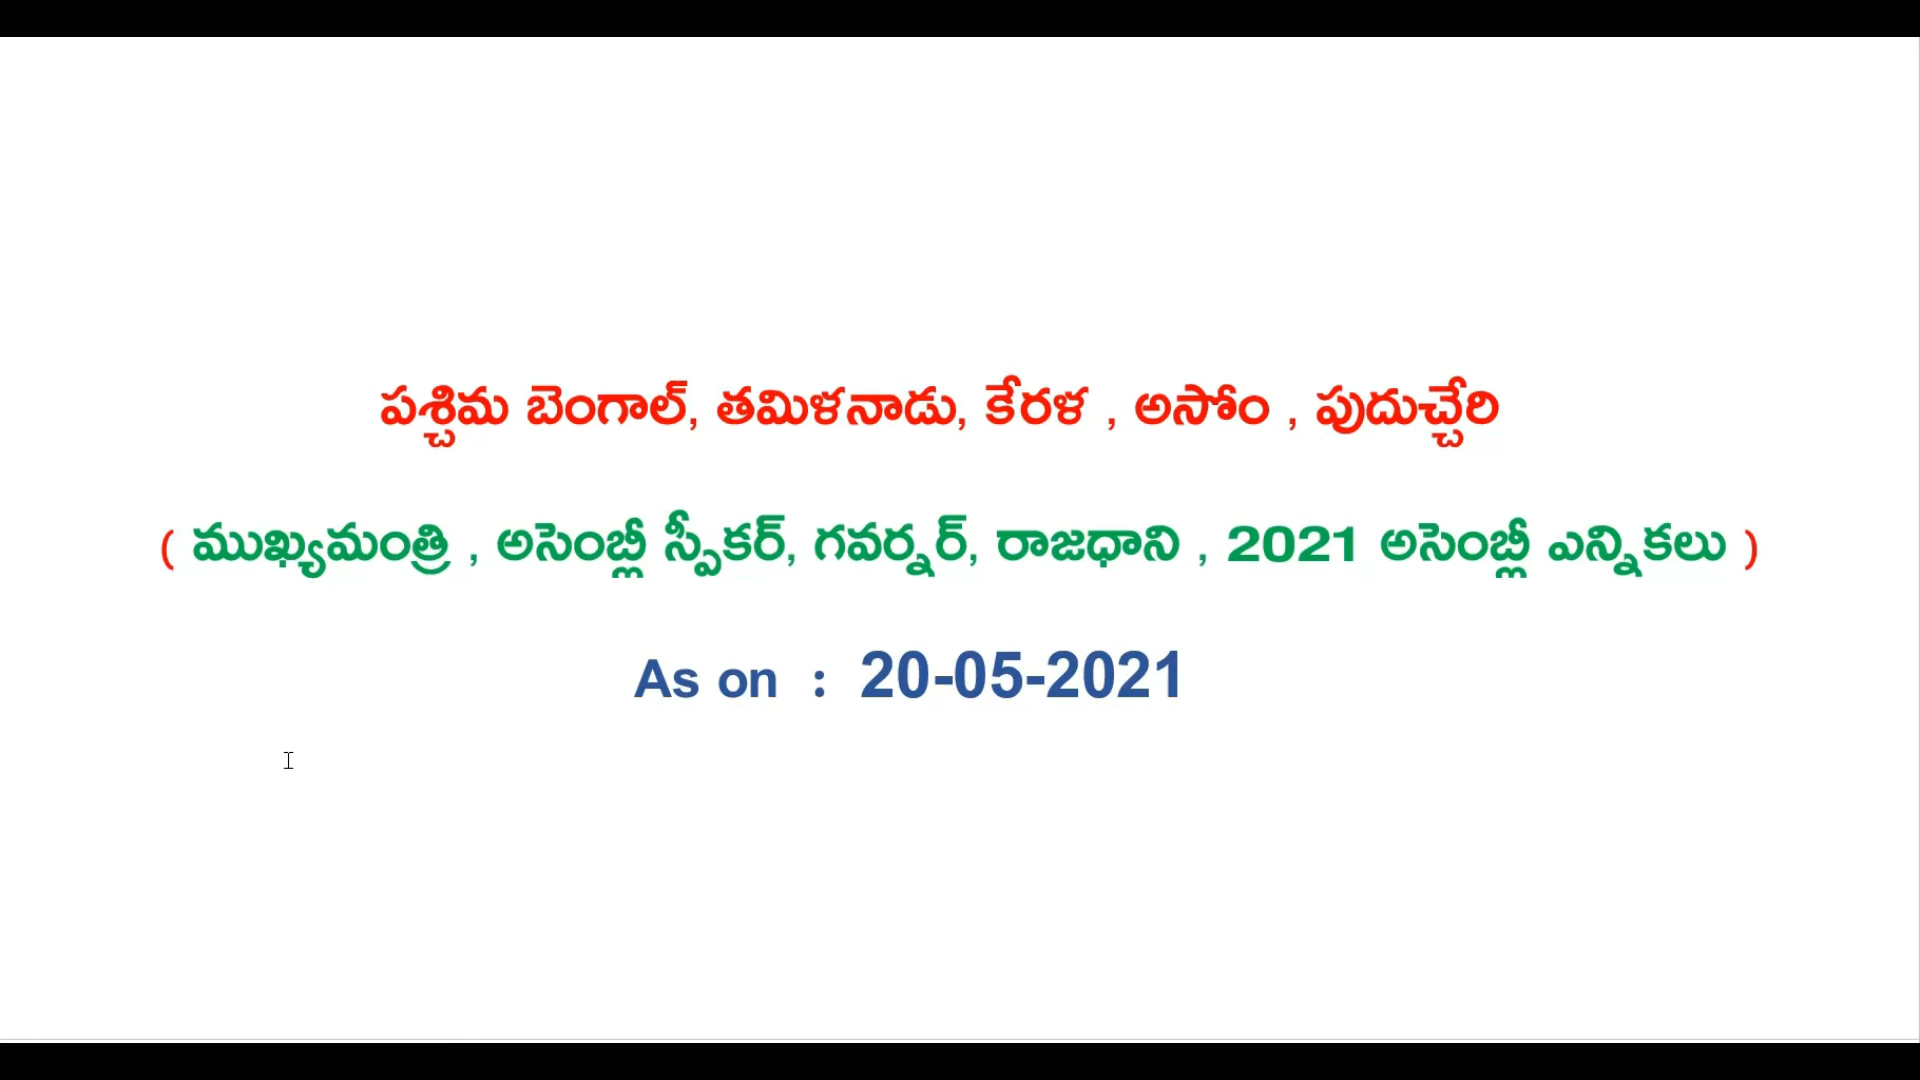 పశ్చిమ బెంగాల్, తమిళనాడు, కేరళ , అసోం , పుదుచ్చేరి
( ముఖ్యమంత్రి , అసెంబ్లీ స్పీకర్, గవర్నర్, రాజధాని , 2021 అసెంబ్లీ ఎన్నికలు )
As on : 20-05-2021